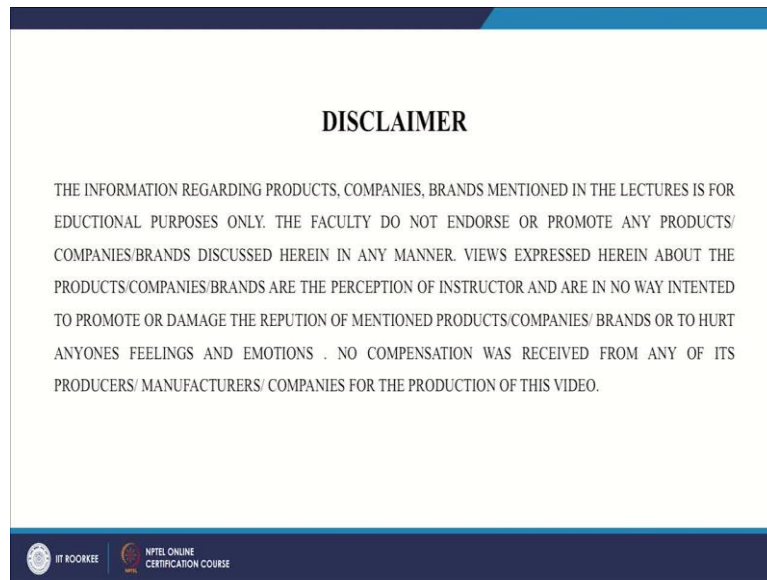 DISCLAIMER
THE INFORMATION REGARDING PRODUCTS, COMPANIES, BRANDS MENTIONED IN THE LECTURES IS FOR
EDUCTIONAL PURPOSES ONLY. THE FACULTY DO NOT ENDORSE OR PROMOTE ANY PRODUCTS/
COMPANIES/BRANDS DISCUSSED HEREIN IN ANY MANNER. VIEWS EXPRESSED HEREIN ABOUT THE
PRODUCTS/COMPANIES/BRANDS ARE THE PERCEPTION OF INSTRUCTOR AND ARE IN NO WAY INTENTED
TO PROMOTE OR DAMAGE THE REPUTION OF MENTIONED PRODUCTS/COMPANIES/ BRANDS OR TO HURT
ANYONES FEELINGS AND EMOTIONS . NO COMPENSATION WAS RECEIVED FROM ANY OF ITS
PRODUCERS/ MANUFACTURERS/ COMPANIES FOR THE PRODUCTION OF THIS VIDEO.
IIT ROORKEE
NPTEL ONLINE
CERTIFICATION COURSE